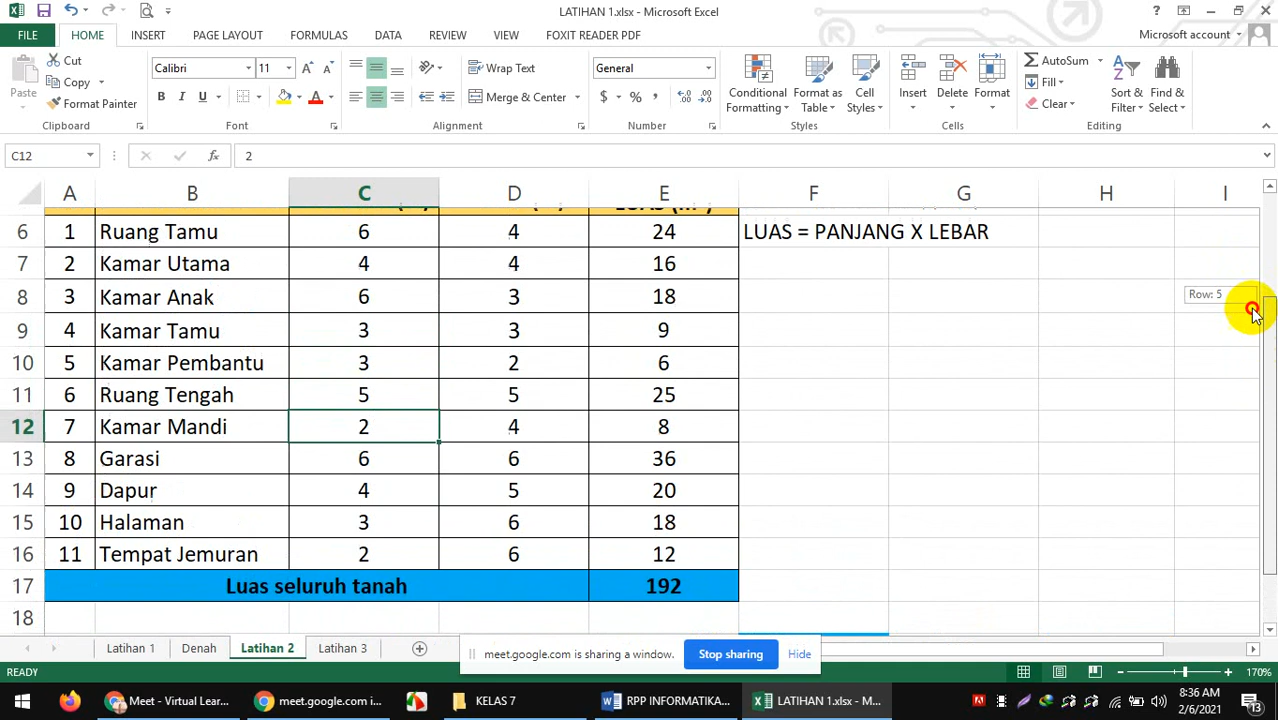 LATIHAN 1.xlsx - Microsoft Excel
FILE HOME INSERT PAGE LAYOUT FORMULAS DATA REVIEW VIEW FOXIT READER PDF Microsoft account
Paste Cut Copy Format Painter
Calibri 11
B I U A
Wrap Text
Merge & Center
General
$ % ,
Conditional Formatting
Format as Table
Cell Styles
Insert Delete Format
AutoSum
Fill
Clear
Sort & Filter
Find & Select
Clipboard Font Alignment Number Styles Cells Editing
C12 fx 2
A B C D E F G H I
6 1 Ruang Tamu 6 4 24 LUAS = PANJANG X LEBAR
7 2 Kamar Utama 4 4 16
8 3 Kamar Anak 6 3 18 Row: 5
9 4 Kamar Tamu 3 3 9
10 5 Kamar Pembantu 3 2 6
11 6 Ruang Tengah 5 5 25
12 7 Kamar Mandi 2 4 8
13 8 Garasi 6 6 36
14 9 Dapur 4 5 20
15 10 Halaman 3 6 18
16 11 Tempat Jemuran 2 6 12
17 Luas seluruh tanah 192
18
Latihan 1 Denah Latihan 2 Latihan 3
meet.google.com is sharing a window. Stop sharing Hide
READY 170%
Meet - Virtual Lear... meet.google.com i... KELAS 7 RPP INFORMATIKA... LATIHAN 1.xlsx - M...
8:36 AM
2/6/2021
13